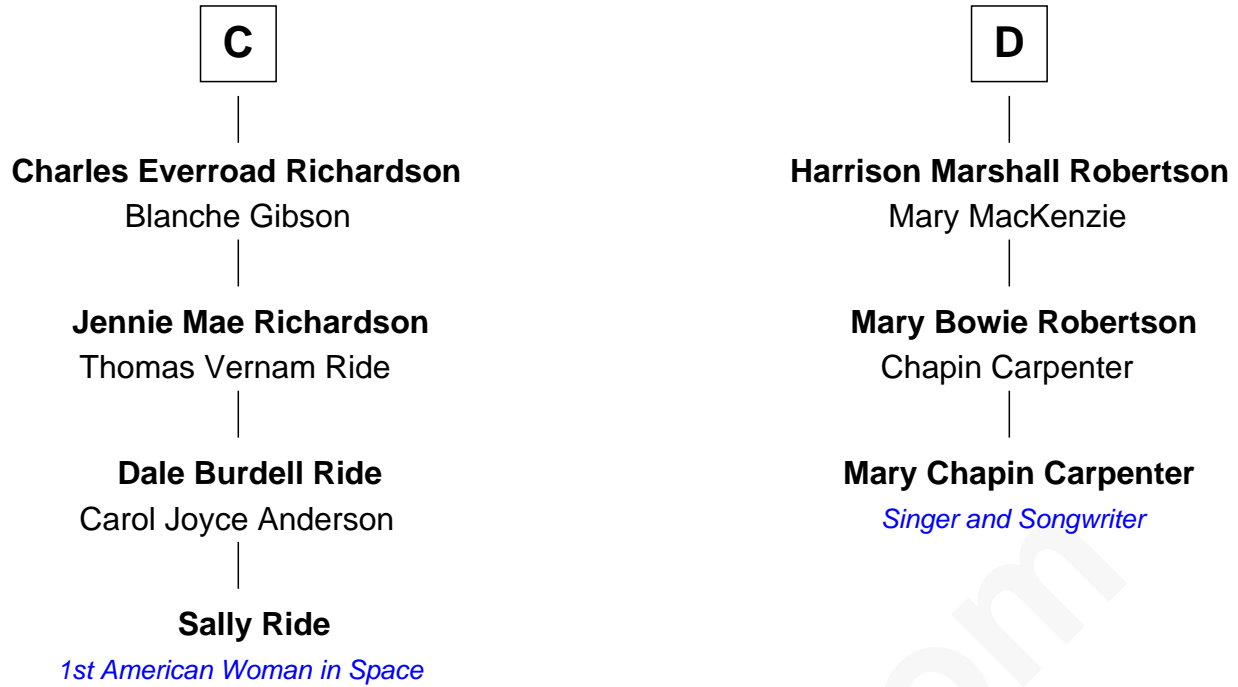 C
Charles Everroad Richardson
Blanche Gibson
Jennie Mae Richardson
Thomas Vernam Ride
Dale Burdell Ride
Carol Joyce Anderson
Sally Ride
1st American Woman in Space
D
Harrison Marshall Robertson
Mary MacKenzie
Mary Bowie Robertson
Chapin Carpenter
Mary Chapin Carpenter
Singer and Songwriter
om